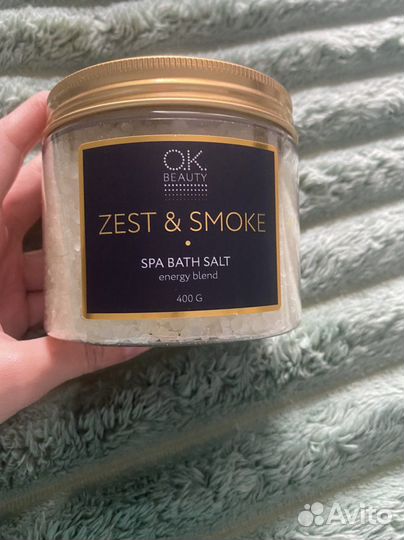 O.K.
BEAUTY
ZEST & SMOKE
SPA BATH SALT
energy blend
400 G
Avito